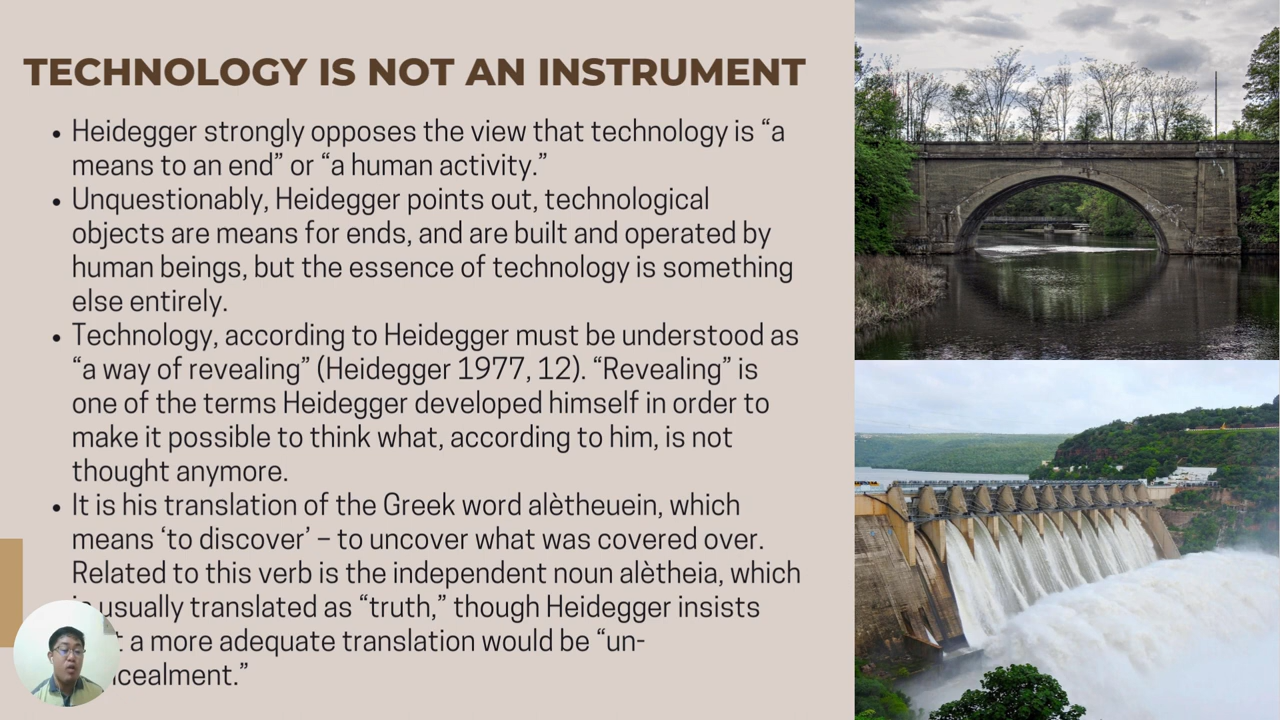 TECHNOLOGY IS NOT AN INSTRUMENT
• Heidegger strongly opposes the view that technology is “a
means to an end” or “a human activity.”
• Unquestionably, Heidegger points out, technological
objects are means for ends, and are built and operated by
human beings, but the essence of technology is something
else entirely.
• Technology, according to Heidegger must be understood as
“a way of revealing” (Heidegger 1977, 12). “Revealing” is
one of the terms Heidegger developed himself in order to
make it possible to think what, according to him, is not
thought anymore.
• It is his translation of the Greek word alètheuein, which
means ‘to discover’ – to uncover what was covered over.
Related to this verb is the independent noun alètheia, which
usually translated as “truth,” though Heidegger insists
a more adequate translation would be “un-